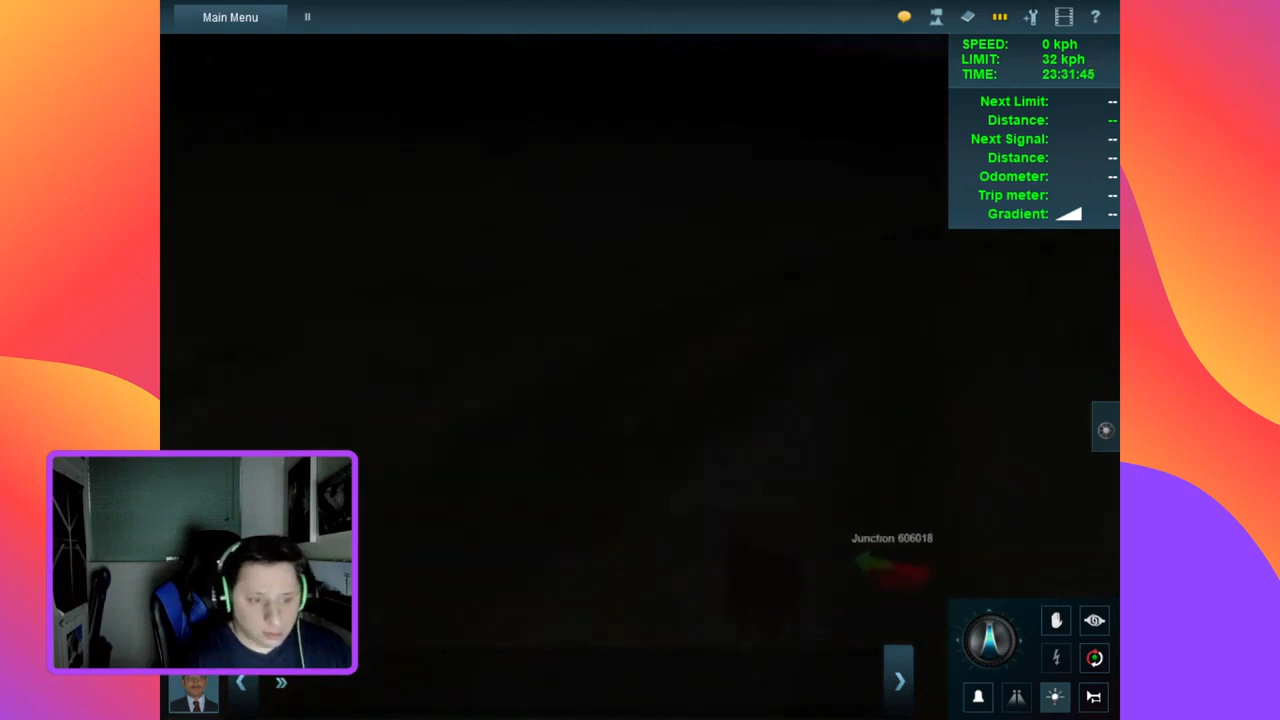 Main Menu
SPEED: 0 kph
LIMIT: 32 kph
TIME: 23:31:45
Next Limit: --
Distance: --
Next Signal: --
Distance: --
Odometer: --
Trip meter: --
Gradient: --
Junction 606018